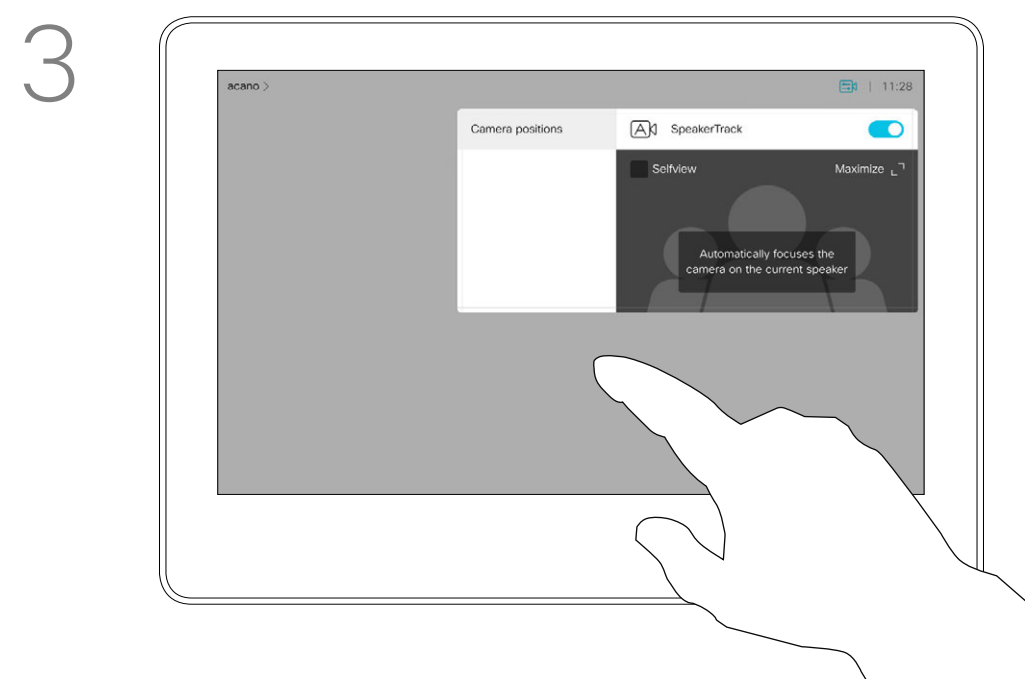 3
acano >
| 11:28
Camera positions
A SpeakerTrack
Selfview
Maximize
Automatically focuses the
camera on the current speaker